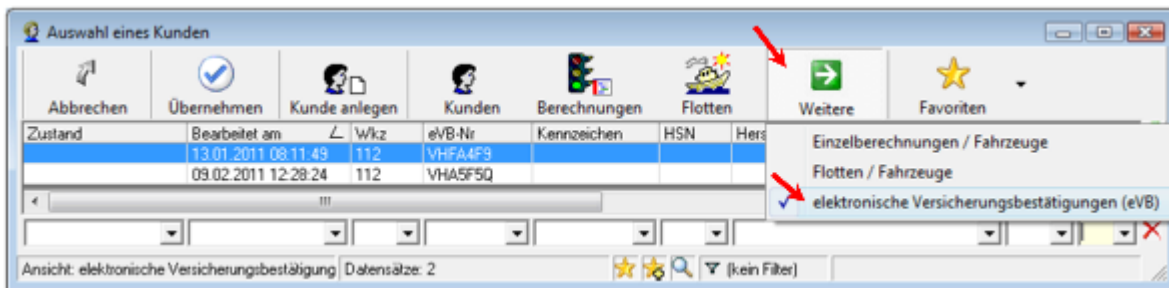 Auswahl eines Kunden
Abbrechen Übernehmen Kunde anlegen Kunden Berechnungen Flotten Weitere Favoriten
Zustand Bearbeitet am Wkz eVB-Nr Kennzeichen HSN Hers
13.01.2011 08:11:49 112 VHFA4F9
09.02.2011 12:28:24 112 VHA5F5Q
Einzelberechnungen / Fahrzeuge
Flotten / Fahrzeuge
elektronische Versicherungsbestätigungen (eVB)
Ansicht: elektronische Versicherungsbestätigung Datensätze: 2 (kein Filter)